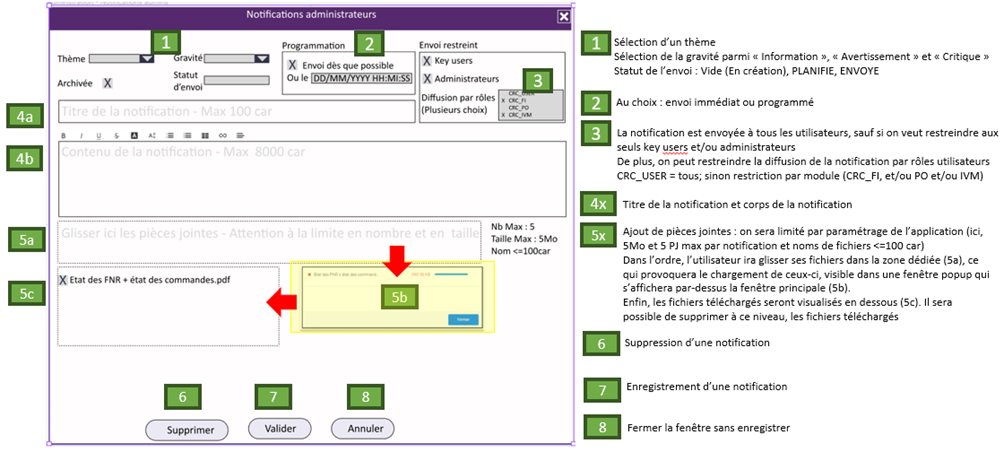 Notifications administrateurs
1
Thème
Gravité
Archivée
X
Statut
d'envoi
Programmation
2
X Envoi dès que possible
Ou le DD/MM/YYYY HH:MI:SS
Envoi restreint
X Key users
X Administrateurs
3
Diffusion par rôles
(Plusieurs choix)
CRC_USER
X CRC_FI
CRC_PO
X CRC_IVM
4a
Titre de la notification - Max 100 car
B I U S A
4b
Contenu de la notification - Max 8000 car
5a
Glisser ici les pièces jointes - Attention à la limite en nombre et en taille
Nb Max : 5
Taille Max : 5Mo
Nom <=100car
5c
X Etat des FNR + état des commandes.pdf
Etat des FNR + état des commans
5b
6
7
8
Supprimer
Valider
Annuler
1
Sélection d'un thème
Sélection de la gravité parmi « Information », « Avertissement » et « Critique »
Statut de l'envoi : Vide (En création), PLANIFIE, ENVOYE
2
Au choix : envoi immédiat ou programmé
3
La notification est envoyée à tous les utilisateurs, sauf si on veut restreindre aux
seuls key users et/ou administrateurs
De plus, on peut restreindre la diffusion de la notification par rôles utilisateurs
CRC_USER = tous; sinon restriction par module (CRC_FI, et/ou PO et/ou IVM)
4x
Titre de la notification et corps de la notification
5x
Ajout de pièces jointes : on sera limité par paramétrage de l'application (ici,
5Mo et 5 PJ max par notification et noms de fichiers <=100 car)
Dans l'ordre, l'utilisateur ira glisser ses fichiers dans la zone dédiée (5a), ce
qui provoquera le chargement de ceux-ci, visible dans une fenêtre popup qui
s'affichera par-dessus la fenêtre principale (5b).
Enfin, les fichiers téléchargés seront visualisés en dessous (5c). Il sera
possible de supprimer à ce niveau, les fichiers téléchargés
6
Suppression d'une notification
7
Enregistrement d'une notification
8
Fermer la fenêtre sans enregistrer